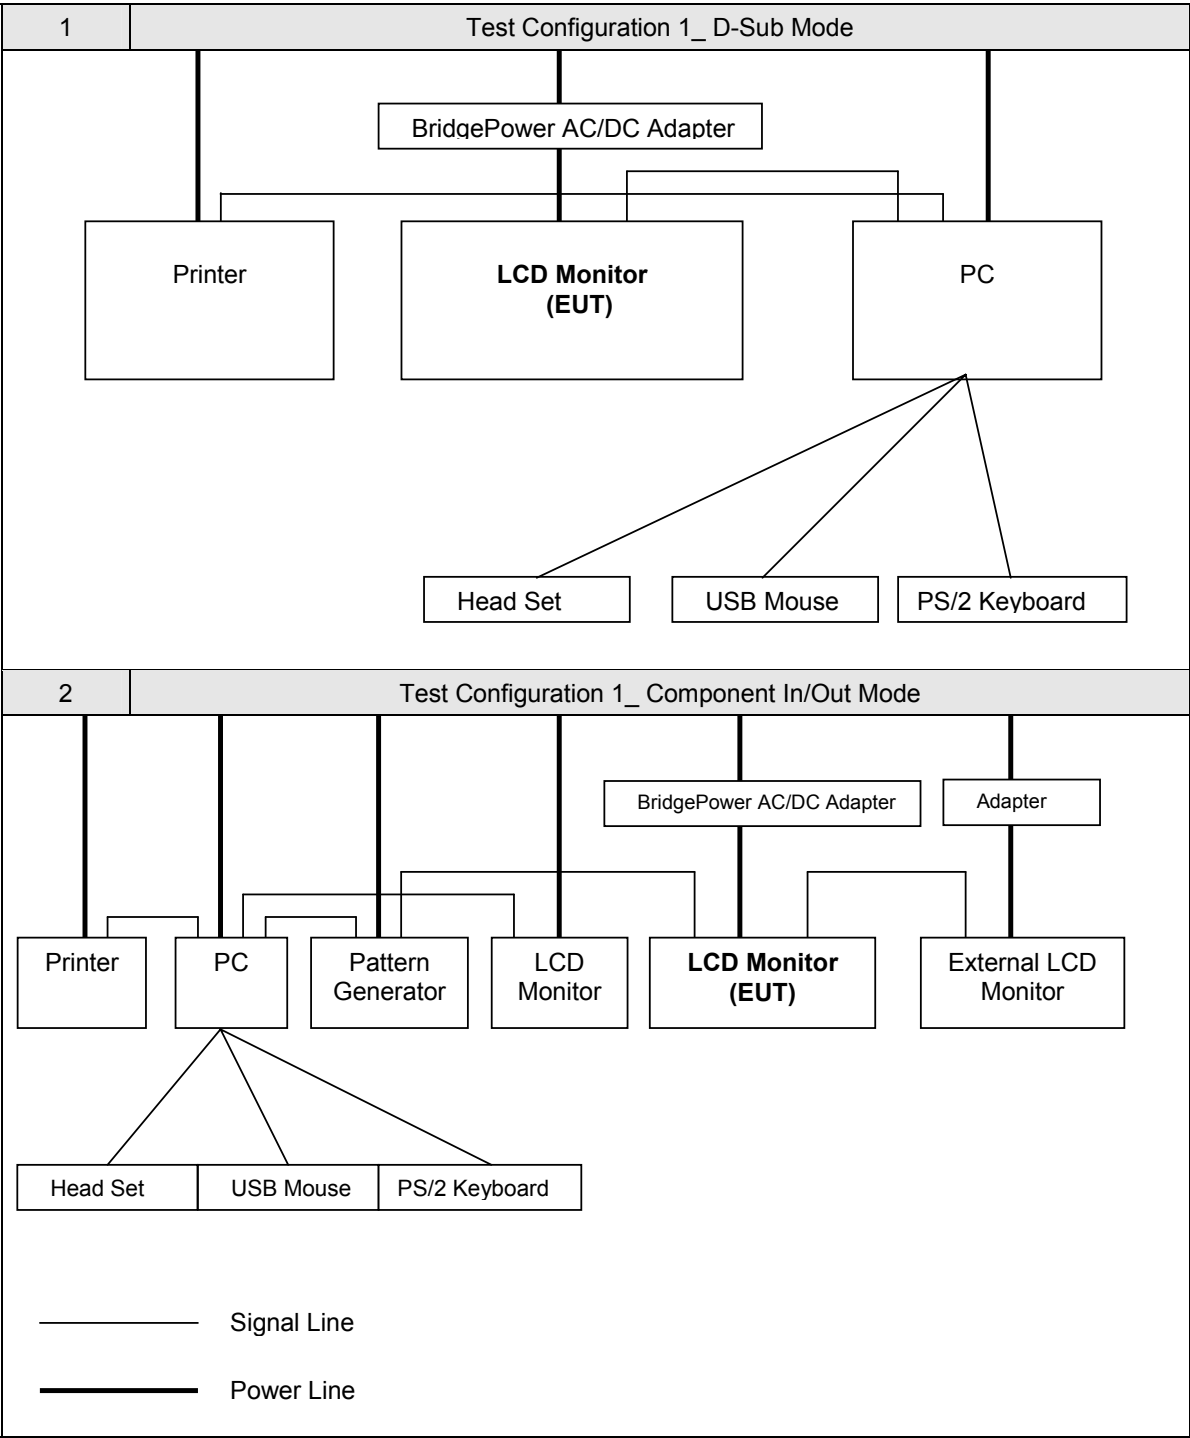 1 Test Configuration 1_ D-Sub Mode
BridgePower AC/DC Adapter
Printer
LCD Monitor
(EUT)
PC
Head Set
USB Mouse
PS/2 Keyboard
2 Test Configuration 1_ Component In/Out Mode
BridgePower AC/DC Adapter
Adapter
Printer
PC
Pattern
Generator
LCD
Monitor
LCD Monitor
(EUT)
External LCD
Monitor
Head Set
USB Mouse
PS/2 Keyboard
Signal Line
Power Line